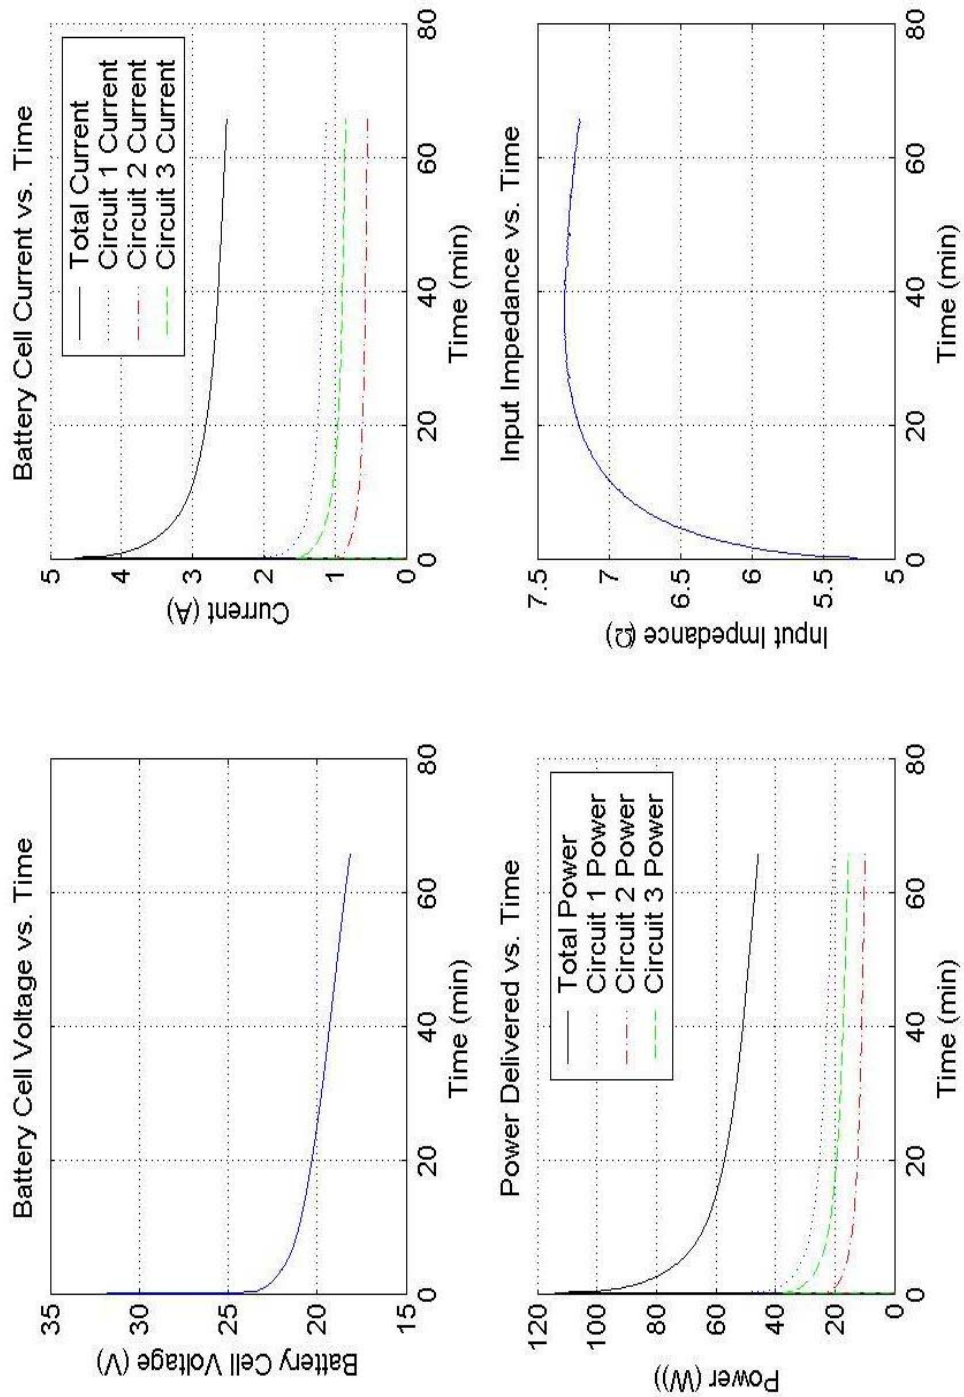 Battery Cell Voltage vs. Time
Battery Cell Voltage (V)
35
30
25
20
15
0
20
40
60
80
Time (min)
Battery Cell Current vs. Time
Current (A)
5
4
3
2
1
0
Total Current
Circuit 1 Current
Circuit 2 Current
Circuit 3 Current
0
20
40
60
80
Time (min)
Power Delivered vs. Time
Power (W))
120
100
80
60
40
20
0
Total Power
Circuit 1 Power
Circuit 2 Power
Circuit 3 Power
0
20
40
60
80
Time (min)
Input Impedance vs. Time
Input Impedance (Ω)
7.5
7
6.5
6
5.5
5
0
20
40
60
80
Time (min)